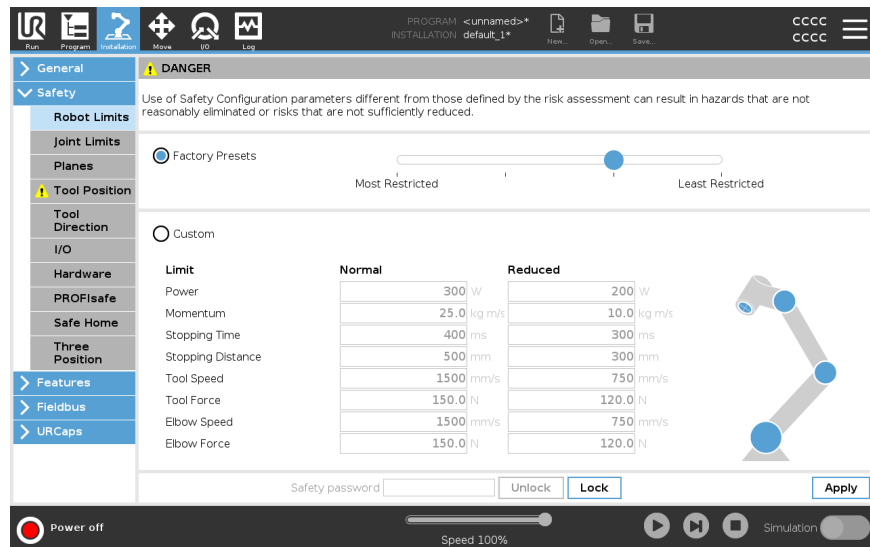 PROGRAM <unnamed>*
INSTALLATION default_1*
CCCC
CCCC
Run Program Installation Move I/O Log New... Open... Save...
General
Safety
Robot Limits
Joint Limits
Planes
Tool Position
Tool
Direction
I/O
Hardware
PROFIsafe
Safe Home
Three
Position
Features
Fieldbus
URCaps
DANGER
Use of Safety Configuration parameters different from those defined by the risk assessment can result in hazards that are not
reasonably eliminated or risks that are not sufficiently reduced.
Factory Presets
Most Restricted Least Restricted
Custom
Limit Normal Reduced
Power 300 W 200 W
Momentum 25.0 kg m/s 10.0 kg m/s
Stopping Time 400 ms 300 ms
Stopping Distance 500 mm 300 mm
Tool Speed 1500 mm/s 750 mm/s
Tool Force 150.0 N 120.0 N
Elbow Speed 1500 mm/s 750 mm/s
Elbow Force 150.0 N 120.0 N
Safety password Unlock Lock Apply
Power off
Speed 100%
Simulation